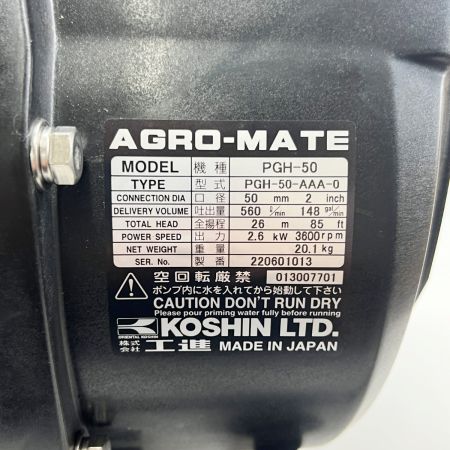 AGRO-MATE
MODEL 機種 PGH-50
TYPE 型式 PGH-50-AAA-0
CONNECTION DIA 口径 50 mm 2 inch
DELIVERY VOLUME 吐出量 560 ℓ/min 148 gal/min
TOTAL HEAD 全揚程 26 m 85 ft
POWER SPEED 出力 2.6 kW 3600rpm
NET WEIGHT 重量 20.1kg
SER. No. 製番 220601013
空回転厳禁 013007701
ポンプ内に水を入れてから始動して下さい
CAUTION DON'T RUN DRY
Please pour priming water fully before running
ORIENTAL KOSHIN KOSHIN LTD.
株式会社 工進 MADE IN JAPAN